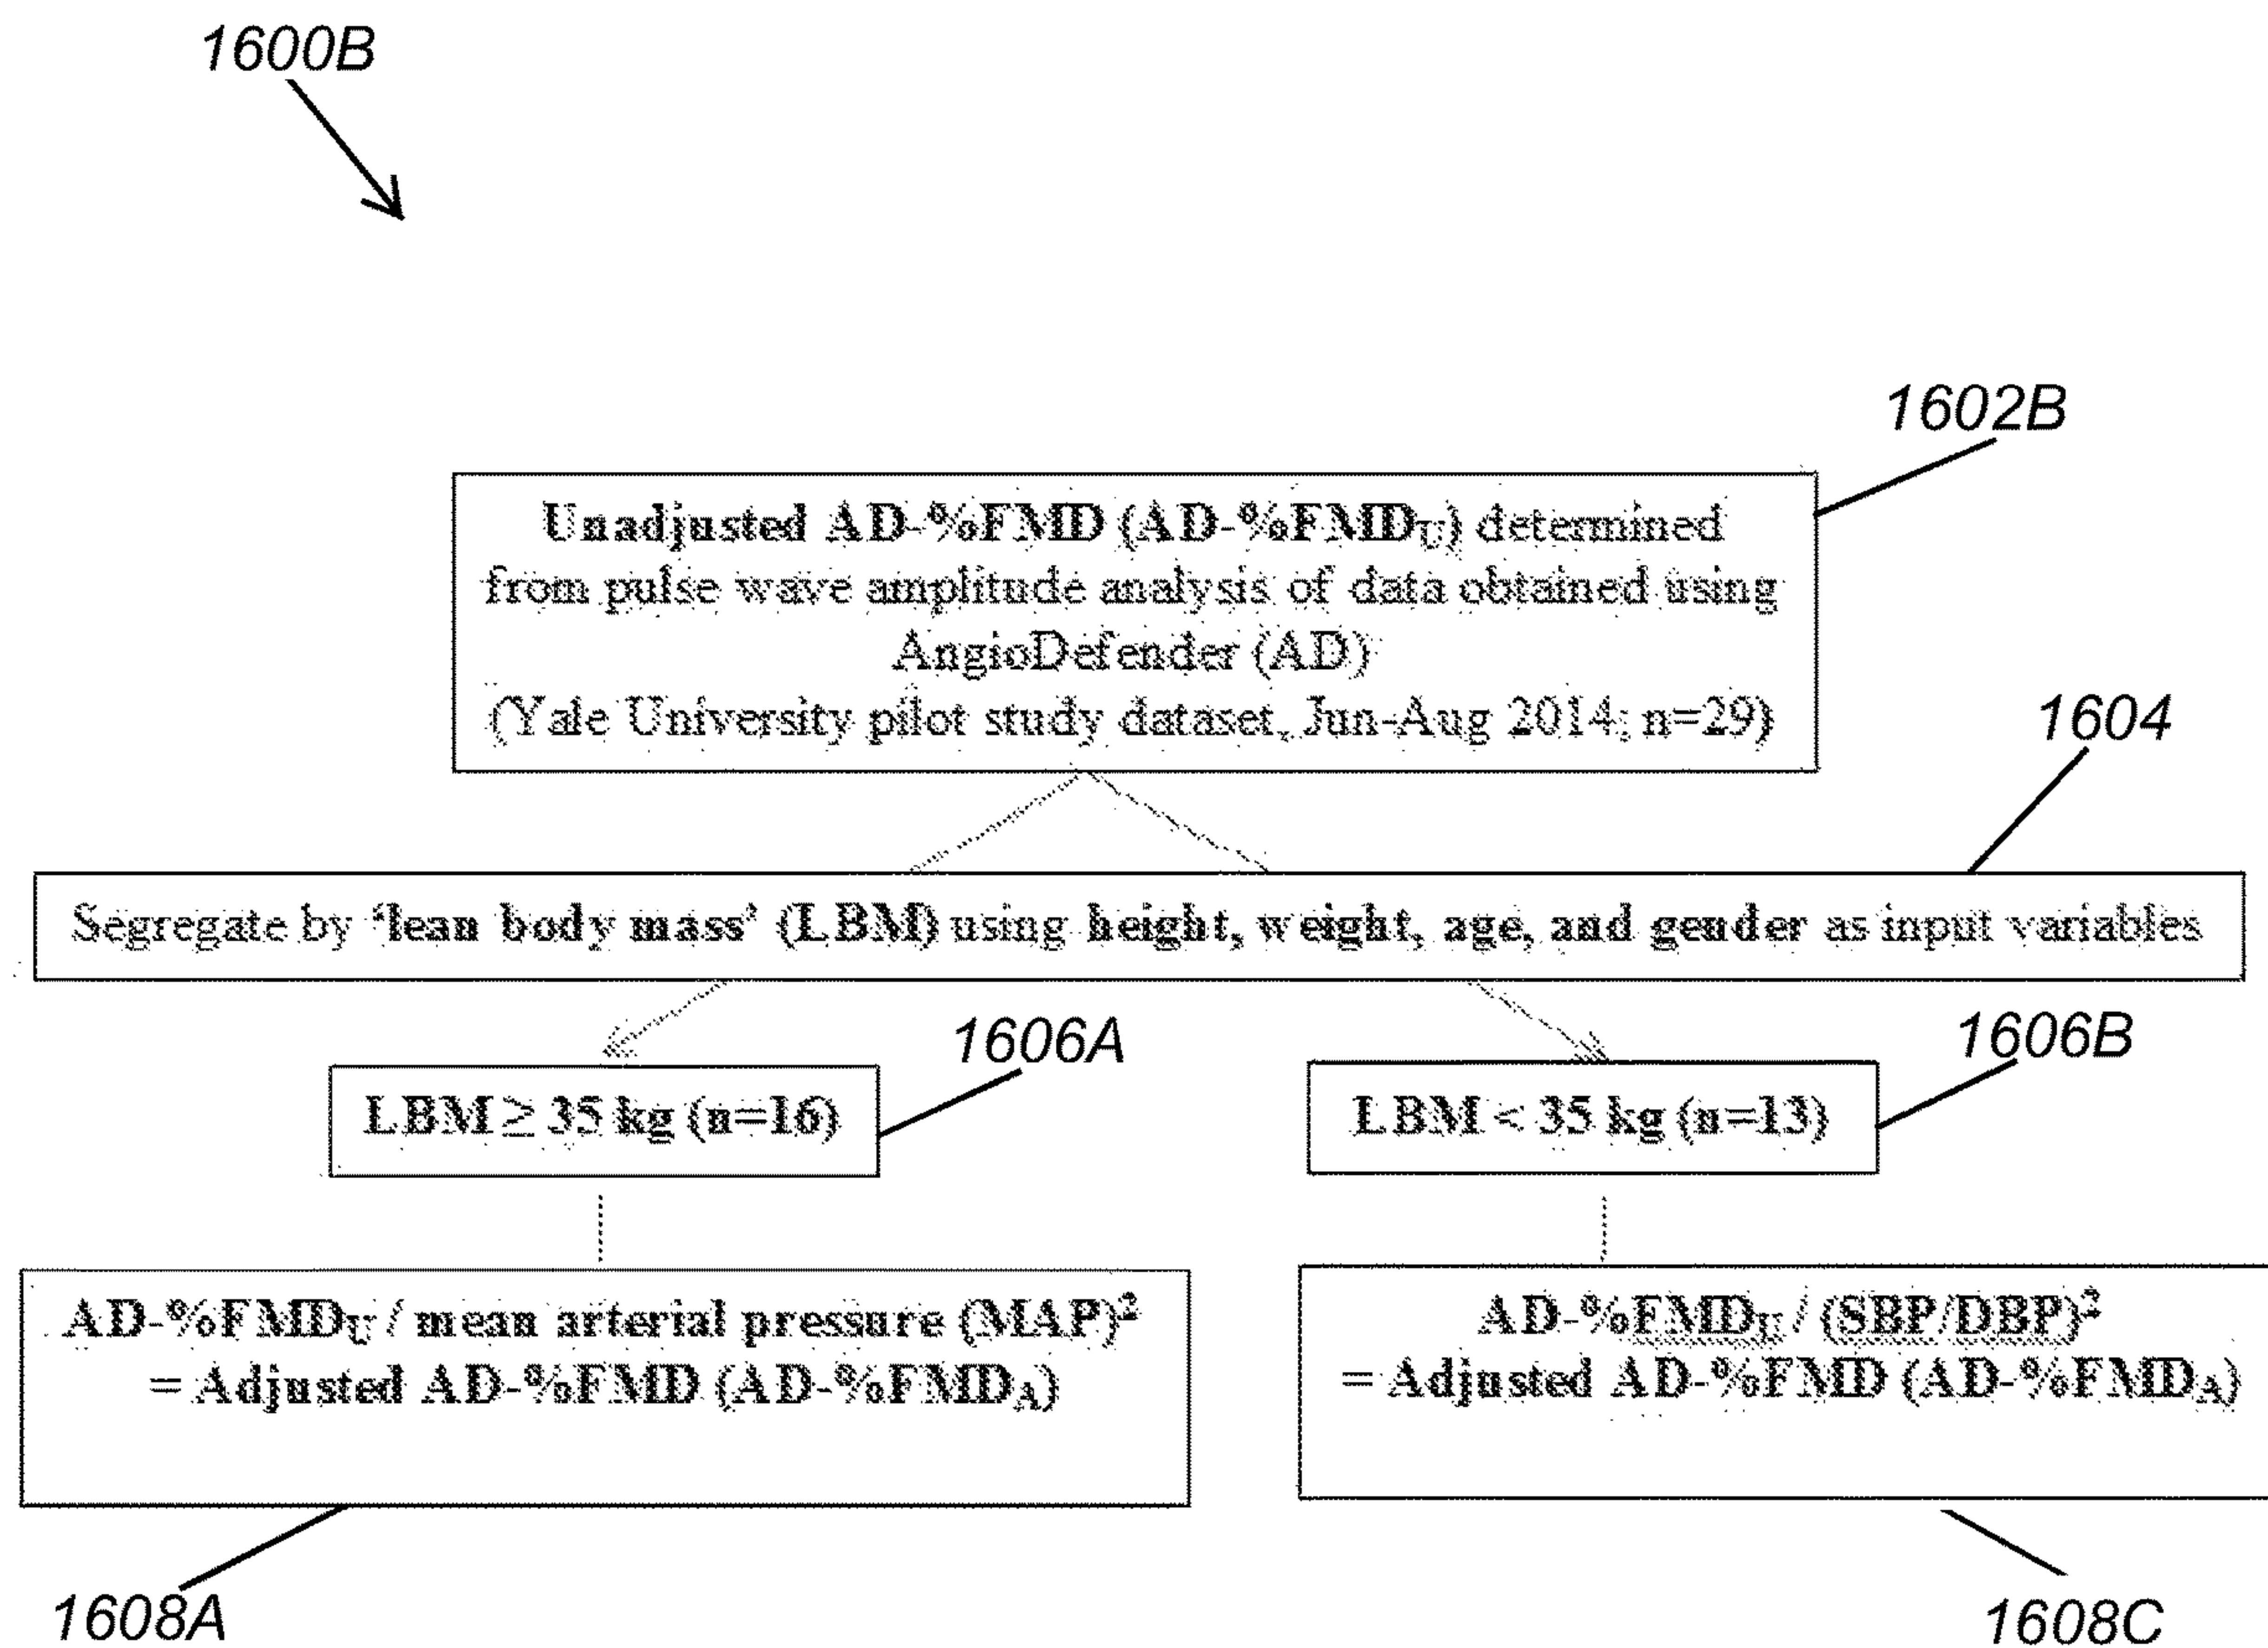 1600B
1602B
Unadjusted AD-%FMD (AD-%FMDU) determined
from pulse wave amplitude analysis of data obtained using
AngioDefender (AD)
(Yale University pilot study dataset, Jun-Aug 2014; n=29)
1604
Segregate by ‘lean body mass’ (LBM) using height, weight, age, and gender as input variables
1606A
1606B
LBM ≥ 35 kg (n=16)
LBM < 35 kg (n=13)
AD-%FMDU / mean arterial pressure (MAP)²
= Adjusted AD-%FMD (AD-%FMDA)
AD-%FMDU / (SBP/DBP)²
= Adjusted AD-%FMD (AD-%FMDA)
1608A
1608C